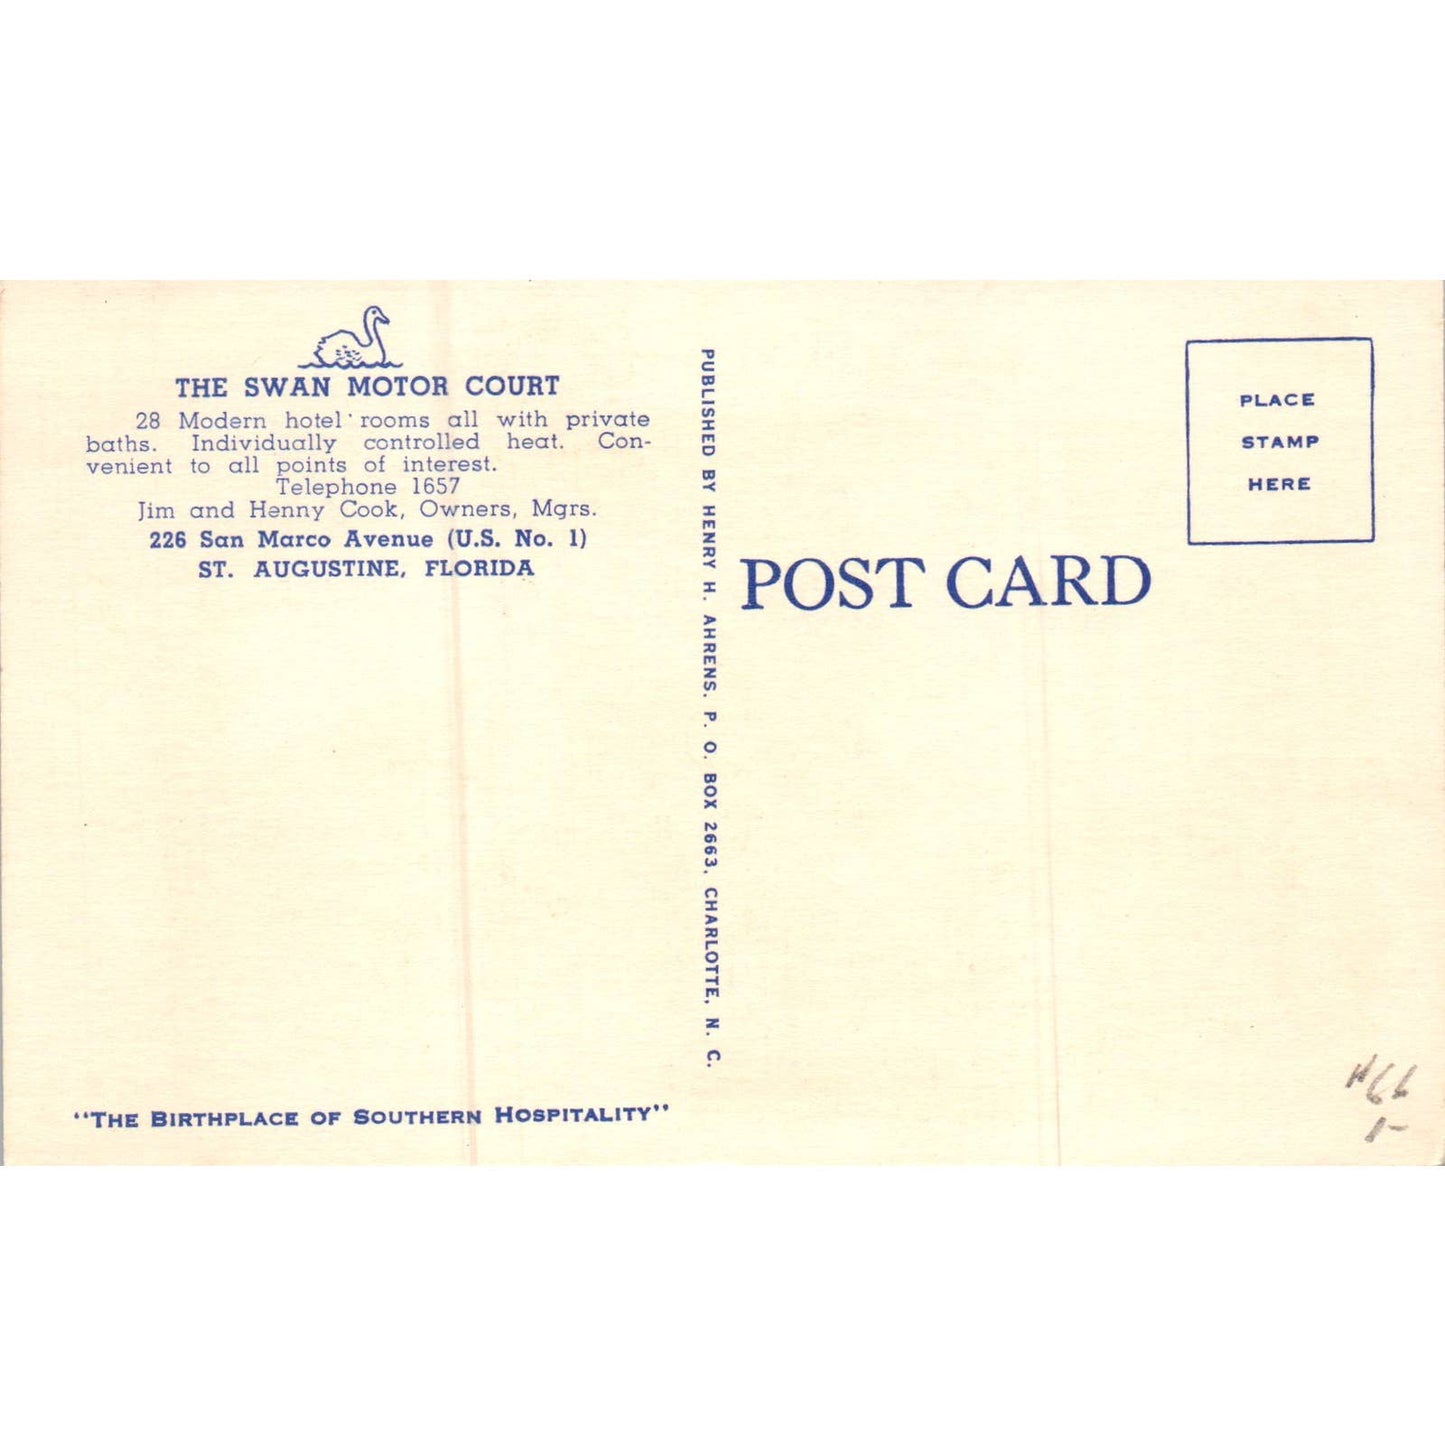 THE SWAN MOTOR COURT
28 Modern hotel rooms all with private
baths. Individually controlled heat. Con-
venient to all points of interest.
Telephone 1657
Jim and Henny Cook, Owners, Mgrs.
226 San Marco Avenue (U.S. No. 1)
ST. AUGUSTINE, FLORIDA
"THE BIRTHPLACE OF SOUTHERN HOSPITALITY"
PUBLISHED BY HENRY H. AHRENS. P. O. BOX 2663, CHARLOTTE, N. C.
POST CARD
PLACE
STAMP
HERE
1-